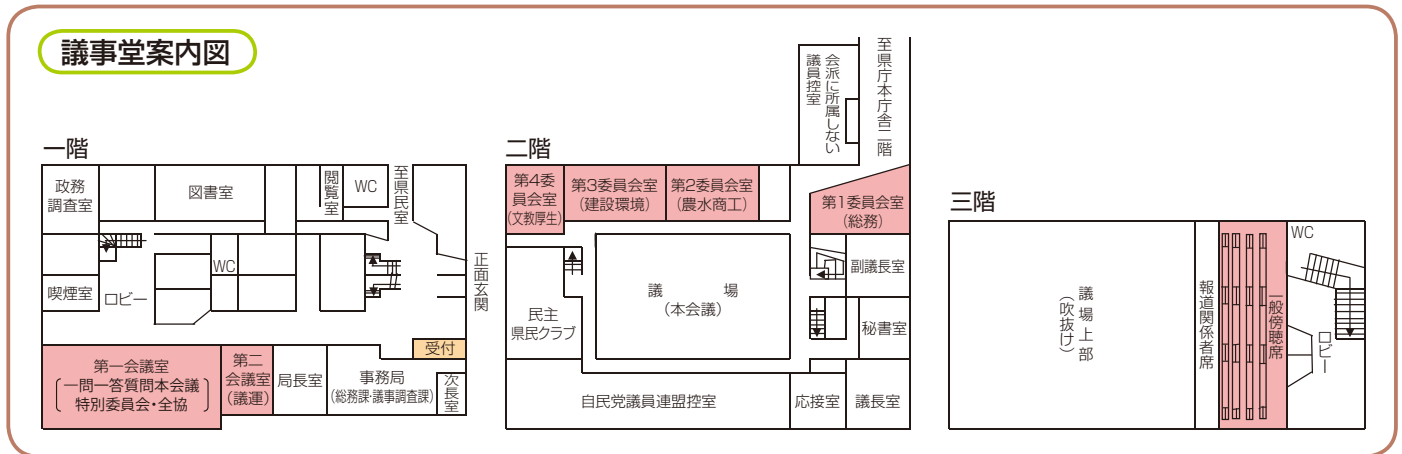 議事堂案内図
一階
政務
調査室
図書室
閲覧室
WC
至県民室
喫煙室
ロビー
WC
正面玄関
受付
第一会議室
一問一答質問本会議
特別委員会・全協
第二
会議室
(議運)
局長室
事務局
(総務課・議事調査課)
次長室
二階
会派に所属しない
議員控室
至県庁本庁舎二階
第4委
員会室
(文教厚生)
第3委員会室
(建設環境)
第2委員会室
(農水商工)
第1委員会室
(総務)
副議長室
議 場
(本会議)
民主
県民クラブ
秘書室
自民党議員連盟控室
応接室
議長室
三階
議場上部
(吹抜け)
報道関係者席
一般傍聴席
WC
ロビー